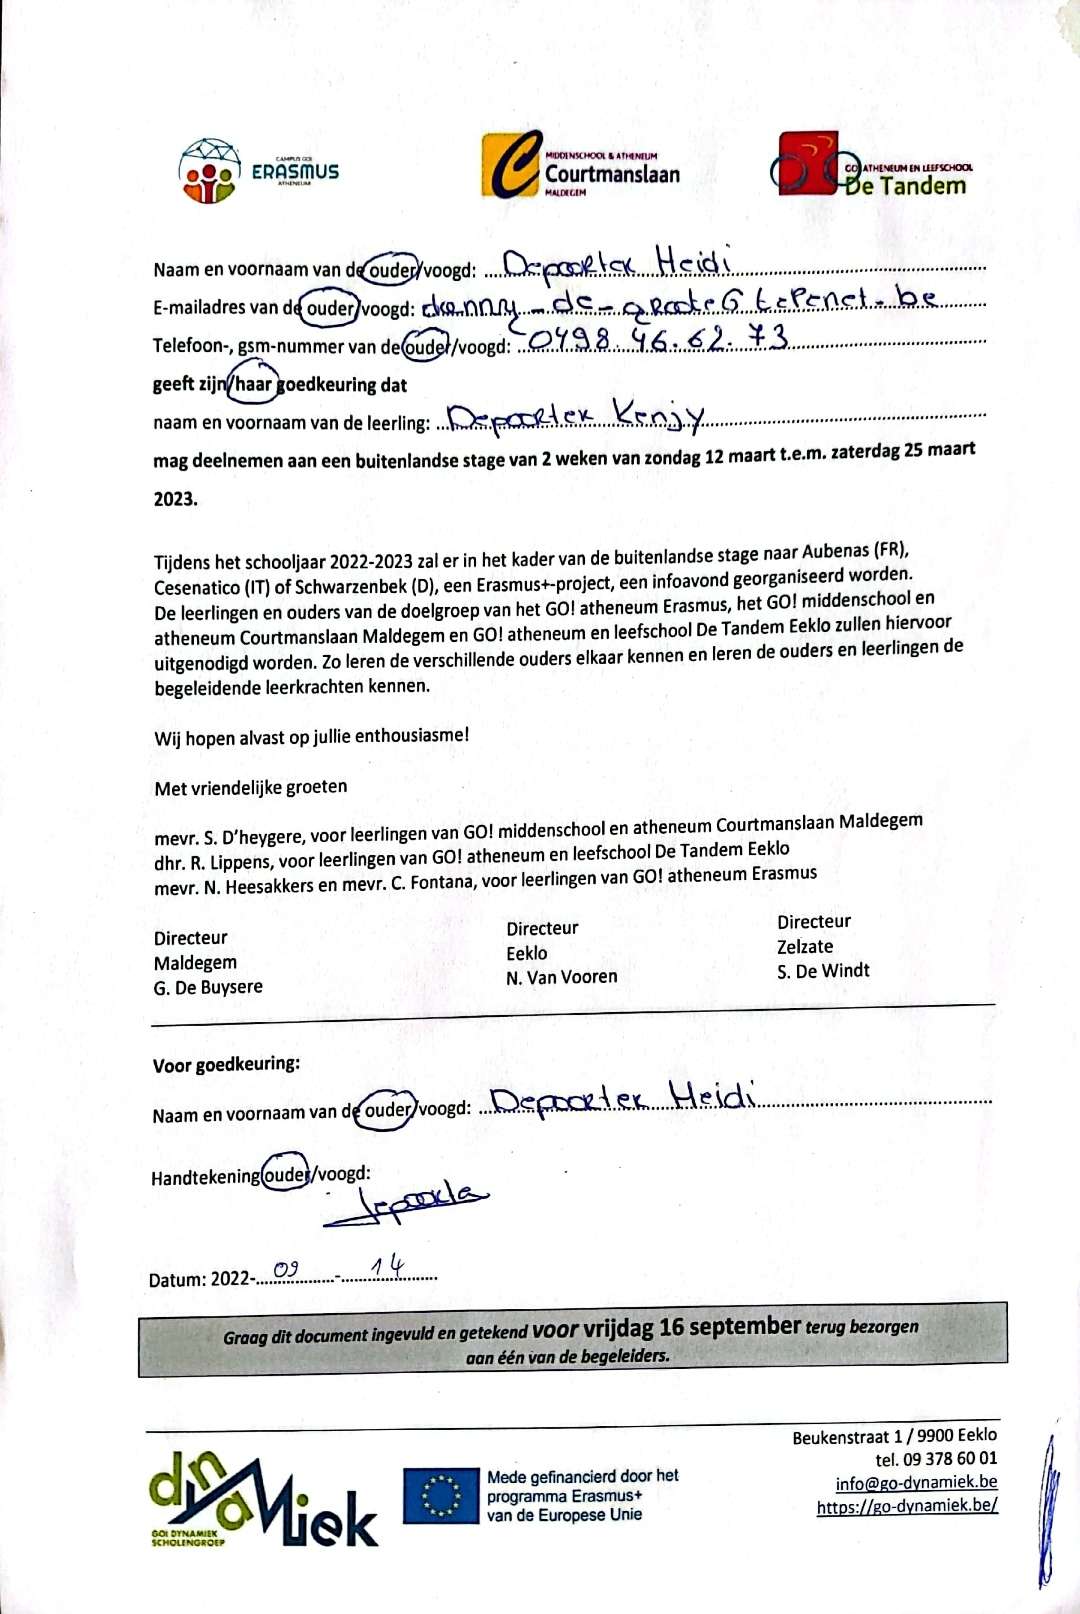 CAMPUS GO!
ERASMUS
ATHENEUM
MIDDENSCHOOL & ATHENEUM
Courtmanslaan
MALDEGEM
GO! ATHENEUM EN LEEFSCHOOL
De Tandem
Naam en voornaam van de ouder/voogd: Depoorter Heidi
E-mailadres van de ouder/voogd: danny-de-groote@telenet.be
Telefoon-, gsm-nummer van de ouder/voogd: 0498.46.62.73
geeft zijn/haar goedkeuring dat
naam en voornaam van de leerling: Depoorter Kenjy
mag deelnemen aan een buitenlandse stage van 2 weken van zondag 12 maart t.e.m. zaterdag 25 maart
2023.
Tijdens het schooljaar 2022-2023 zal er in het kader van de buitenlandse stage naar Aubenas (FR),
Cesenatico (IT) of Schwarzenbek (D), een Erasmus+-project, een infoavond georganiseerd worden.
De leerlingen en ouders van de doelgroep van het GO! atheneum Erasmus, het GO! middenschool en
atheneum Courtmanslaan Maldegem en GO! atheneum en leefschool De Tandem Eeklo zullen hiervoor
uitgenodigd worden. Zo leren de verschillende ouders elkaar kennen en leren de ouders en leerlingen de
begeleidende leerkrachten kennen.
Wij hopen alvast op jullie enthousiasme!
Met vriendelijke groeten
mevr. S. D'heygere, voor leerlingen van GO! middenschool en atheneum Courtmanslaan Maldegem
dhr. R. Lippens, voor leerlingen van GO! atheneum en leefschool De Tandem Eeklo
mevr. N. Heesakkers en mevr. C. Fontana, voor leerlingen van GO! atheneum Erasmus
Directeur
Maldegem
G. De Buysere
Directeur
Eeklo
N. Van Vooren
Directeur
Zelzate
S. De Windt
Voor goedkeuring:
Naam en voornaam van de ouder/voogd: Depoorter Heidi
Handtekening ouder/voogd:
Datum: 2022-09-14
Graag dit document ingevuld en getekend voor vrijdag 16 september terug bezorgen
aan één van de begeleiders.
dynamiek
GO! DYNAMIEK
SCHOLENGROEP
Mede gefinancierd door het
programma Erasmus+
van de Europese Unie
Beukenstraat 1 / 9900 Eeklo
tel. 09 378 60 01
info@go-dynamiek.be
https://go-dynamiek.be/